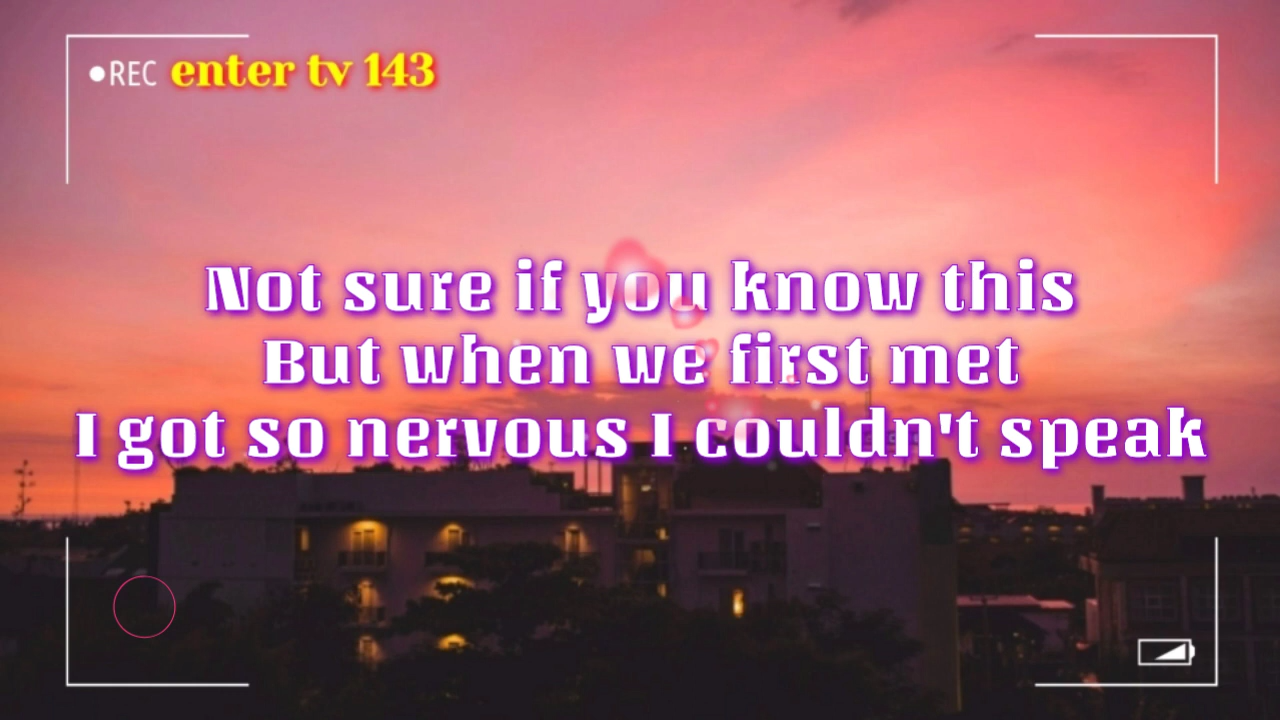 REC enter tv 143
Not sure if you know this
But when we first met
I got so nervous I couldn't speak